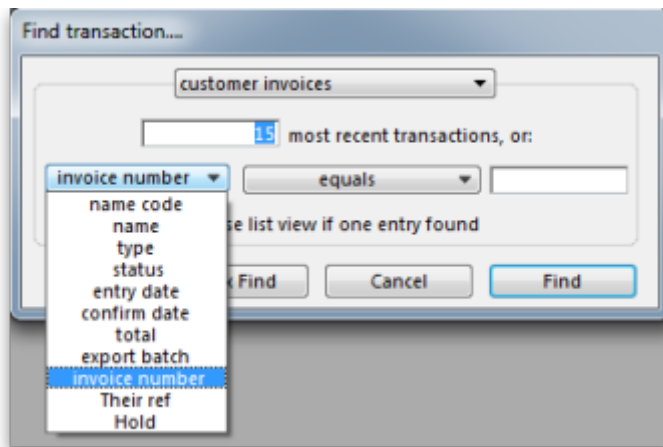 Find transaction....
customer invoices
15 most recent transactions, or:
invoice number equals
name code
name
type
status
entry date
confirm date
total
export batch
invoice number
Their ref
Hold
list view if one entry found
Find Cancel Find